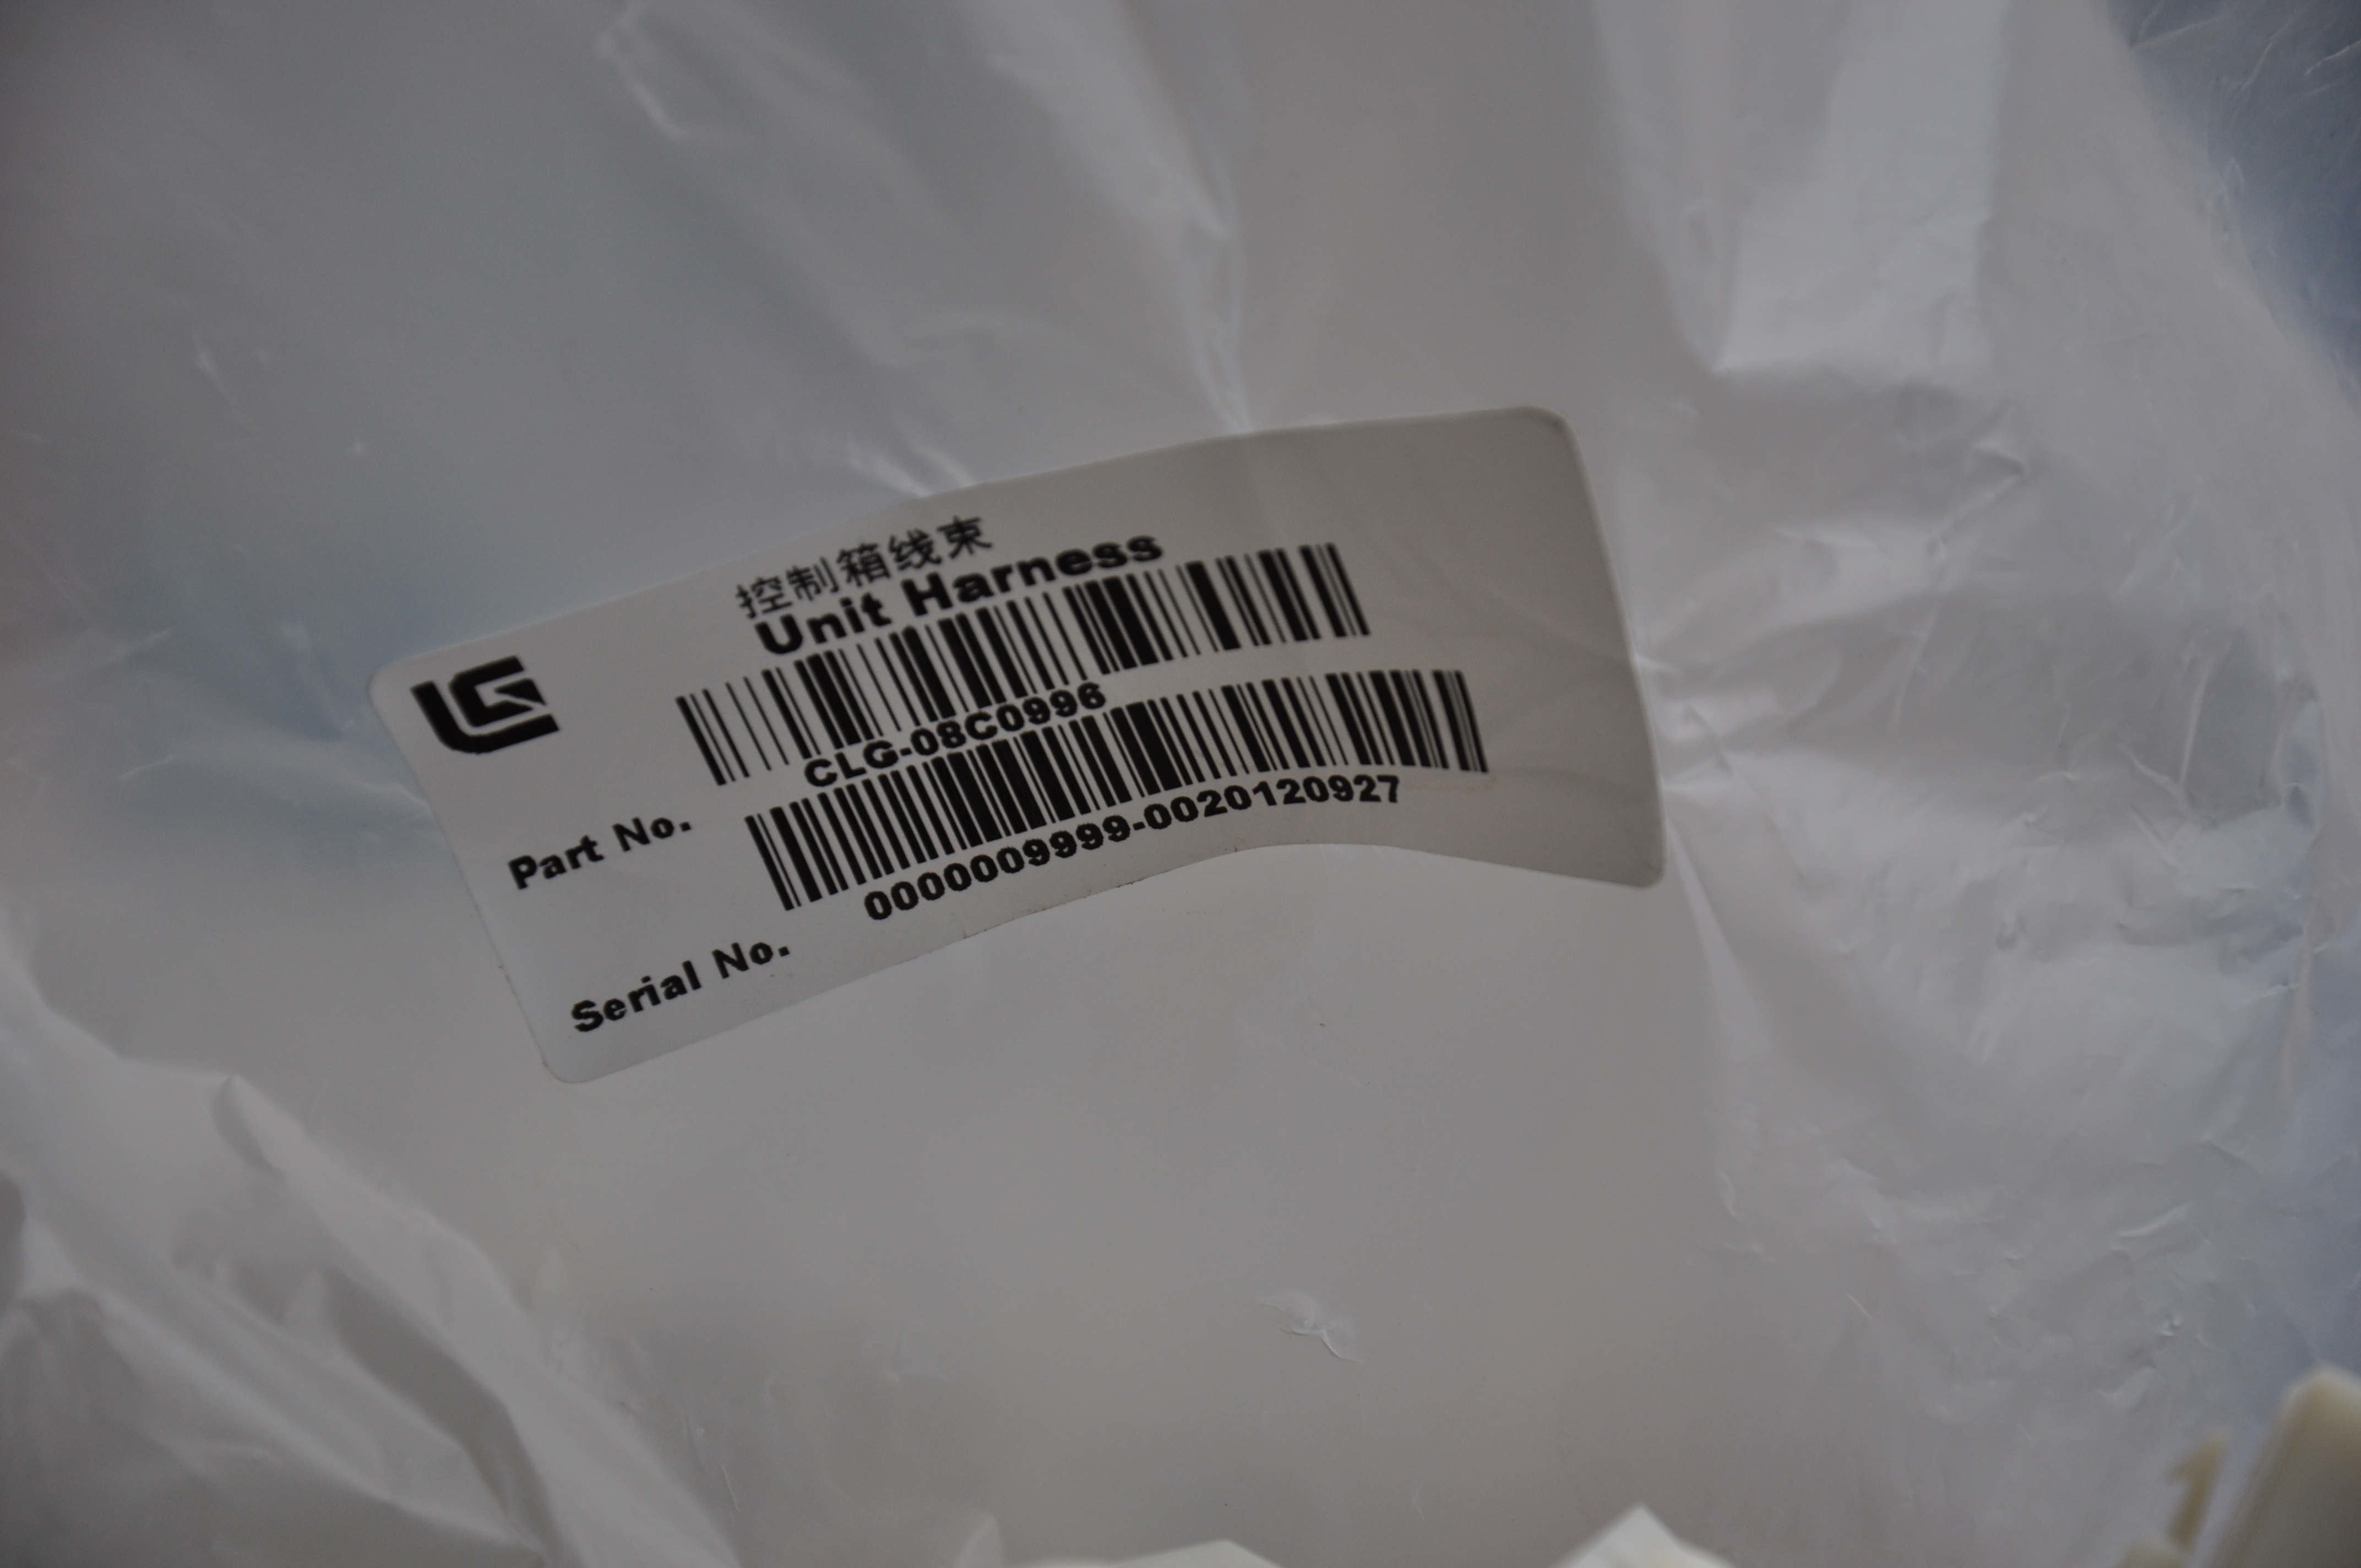 控制箱线束
Unit Harness
Part No.
CLG-08C0996
Serial No.
0000009999-0020120927